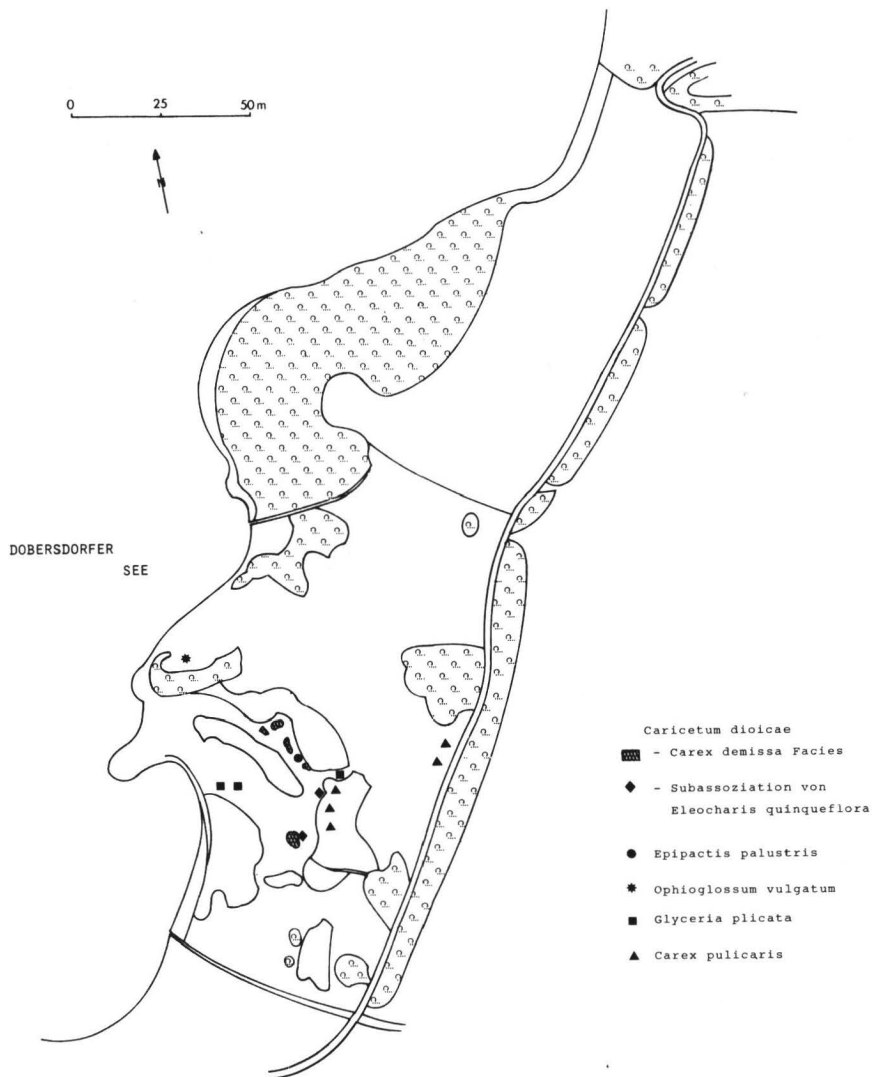 0 25 50 m
N
DOBERSDORFER
SEE
Caricetum dioicae
- Carex demissa Facies
- Subassoziation von
Eleocharis quinqueflora
Epipactis palustris
Ophioglossum vulgatum
Glyceria plicata
Carex pulicaris